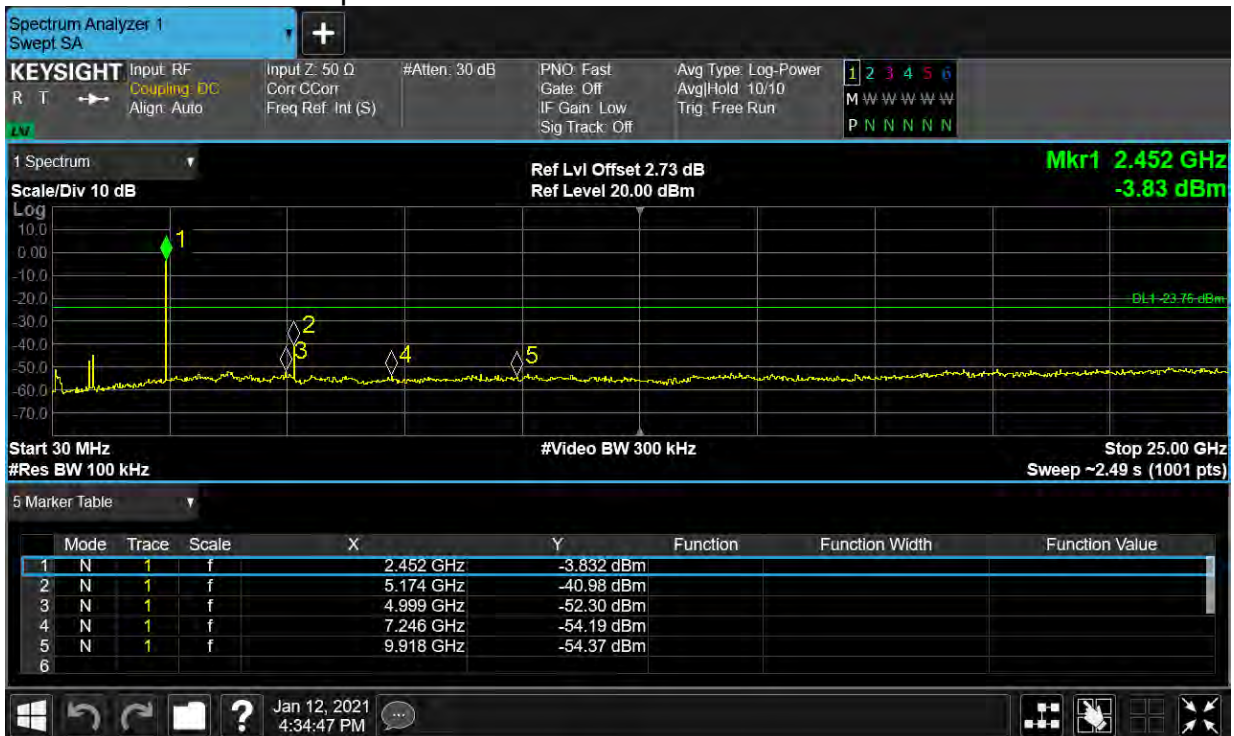 Spectrum Analyzer 1
Swept SA
+
KEYSIGHT Input: RF Input Z: 50 Ω #Atten: 30 dB PNO: Fast Avg Type: Log-Power 1 2 3 4 5 6
R T Coupling: DC Corr CCorr Gate: Off Avg|Hold: 10/10 M W W W W W W
Align: Auto Freq Ref: Int (S) IF Gain: Low Trig: Free Run
LXI Sig Track: Off P N N N N N N
1 Spectrum Ref Lvl Offset 2.73 dB Mkr1 2.452 GHz
Scale/Div 10 dB Ref Level 20.00 dBm -3.83 dBm
Log
10.0
0.00
-10.0
-20.0
-30.0
-40.0
-50.0
-60.0
-70.0
1
DL1 -23.76 dBm
2
3 4 5
Start 30 MHz #Video BW 300 kHz Stop 25.00 GHz
#Res BW 100 kHz Sweep ~2.49 s (1001 pts)
5 Marker Table
Mode Trace Scale X Y Function Function Width Function Value
1 N 1 f 2.452 GHz -3.832 dBm
2 N 1 f 5.174 GHz -40.98 dBm
3 N 1 f 4.999 GHz -52.30 dBm
4 N 1 f 7.246 GHz -54.19 dBm
5 N 1 f 9.918 GHz -54.37 dBm
6
? Jan 12, 2021
4:34:47 PM